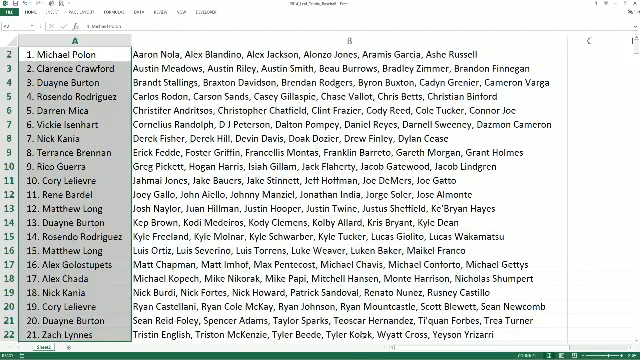 2014_Leaf_Trinity_Baseball - Excel
FILE HOME INSERT PAGE LAYOUT FORMULAS DATA REVIEW VIEW DEVELOPER
A2 1. Michael Polon
A B C
2 1. Michael Polon Aaron Nola, Alex Blandino, Alex Jackson, Alonzo Jones, Aramis Garcia, Ashe Russell
3 2. Clarence Crawford Austin Meadows, Austin Riley, Austin Smith, Beau Burrows, Bradley Zimmer, Brandon Finnegan
4 3. Duayne Burton Brandt Stallings, Braxton Davidson, Brendan Rodgers, Byron Buxton, Cadyn Grenier, Cameron Varga
5 4. Rosendo Rodriguez Carlos Rodon, Carson Sands, Casey Gillaspie, Chase Vallot, Chris Betts, Christian Binford
6 5. Darren Mica Christifer Andritsos, Christopher Chatfield, Clint Frazier, Cody Reed, Cole Tucker, Connor Joe
7 6. Vickie Isenhart Cornelius Randolph, D J Peterson, Dalton Pompey, Daniel Reyes, Darnell Sweeney, Dazmon Cameron
8 7. Nick Kania Derek Fisher, Derek Hill, Devin Davis, Doak Dozier, Drew Finley, Dylan Cease
9 8. Terrance Brennan Erick Fedde, Foster Griffin, Francellis Montas, Franklin Barreto, Gareth Morgan, Grant Holmes
10 9. Rico Guerra Greg Pickett, Hogan Harris, Isiah Gillam, Jack Flaherty, Jacob Gatewood, Jacob Lindgren
11 10. Cory Lelievre Jahmai Jones, Jake Bauers, Jake Stinnett, Jeff Hoffman, Joe DeMers, Joe Gatto
12 11. Rene Bardel Joey Gallo, John Aiello, Johnny Manziel, Jonathan India, Jorge Soler, Jose Almonte
13 12. Matthew Long Josh Naylor, Juan Hillman, Justin Hooper, Justin Twine, Justus Sheffield, Ke'Bryan Hayes
14 13. Duayne Burton Kep Brown, Kodi Medeiros, Kody Clemens, Kolby Allard, Kris Bryant, Kyle Dean
15 14. Rosendo Rodriguez Kyle Freeland, Kyle Molnar, Kyle Schwarber, Kyle Tucker, Lucas Giolito, Lucas Wakamatsu
16 15. Matthew Long Luis Ortiz, Luis Severino, Luis Torrens, Luke Weaver, Luken Baker, Maikel Franco
17 16. Alex Golostupets Matt Chapman, Matt Imhof, Max Pentecost, Michael Chavis, Michael Conforto, Michael Gettys
18 17. Alex Chada Michael Kopech, Mike Nikorak, Mike Papi, Mitchell Hansen, Monte Harrison, Nicholas Shumpert
19 18. Nick Kania Nick Burdi, Nick Fortes, Nick Howard, Patrick Sandoval, Renato Nunez, Rusney Castillo
20 19. Cory Lelievre Ryan Castellani, Ryan Cole McKay, Ryan Johnson, Ryan Mountcastle, Scott Blewett, Sean Newcomb
21 20. Duayne Burton Sean Reid-Foley, Spencer Adams, Taylor Sparks, Teoscar Hernandez, Ti'quan Forbes, Trea Turner
22 21. Zach Lynnes Tristin English, Triston McKenzie, Tyler Beede, Tyler Kolek, Wyatt Cross, Yeyson Yrizarri
Sheet2